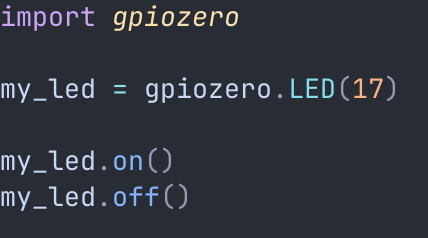 import gpiozero
my_led = gpiozero.LED(17)
my_led.on()
my_led.off()